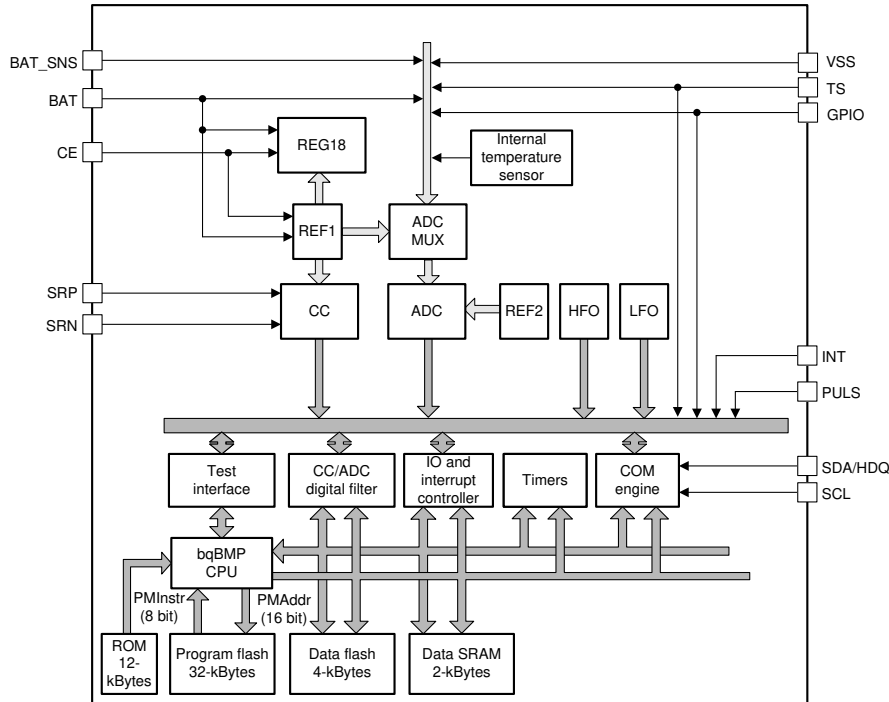 BAT_SNS
VSS
TS
BAT
GPIO
REG18
Internal
temperature
sensor
CE
REF1
ADC
MUX
SRP
SRN
CC
ADC
REF2
HFO
LFO
INT
PULS
Test
interface
CC/ADC
digital filter
IO and
interrupt
controller
Timers
COM
engine
SDA/HDQ
SCL
bqBMP
CPU
PMInstr
(8 bit)
PMAddr
(16 bit)
ROM
12-
kBytes
Program flash
32-kBytes
Data flash
4-kBytes
Data SRAM
2-kBytes